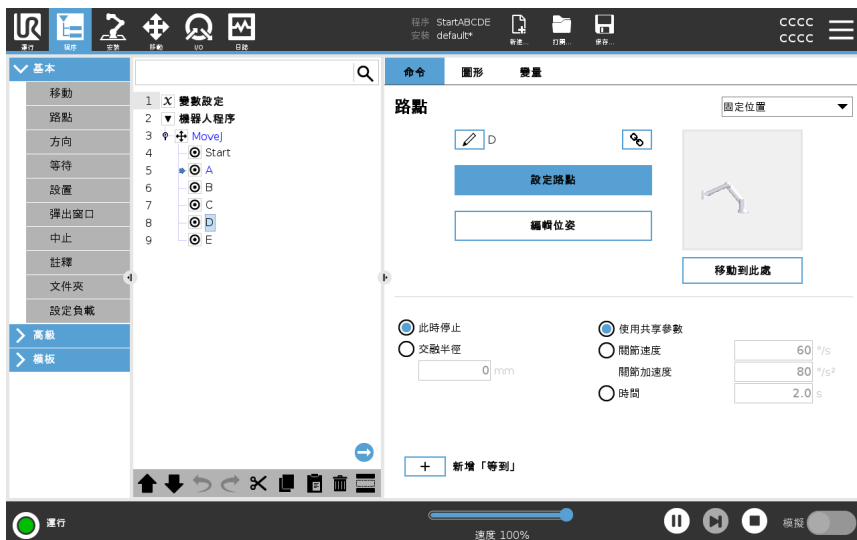 UR
運行
程序
安裝
移動
I/O
日誌
程序 StartABCDE
安裝 default*
新建...
打開...
保存...
cccc
cccc
基本
移動
路點
方向
等待
設置
彈出窗口
中止
註釋
文件夾
設定負載
高級
模板
1 X 變數設定
2 ▼ 機器人程序
3 MoveJ
4 Start
5 A
6 B
7 C
8 D
9 E
命令 圖形 變量
路點
固定位置
D
設定路點
編輯位姿
移動到此處
此時停止
交融半徑
0 mm
使用共享參數
關節速度 60 °/s
關節加速度 80 °/s²
時間 2.0 s
+ 新增「等到」
運行
速度 100%
模擬